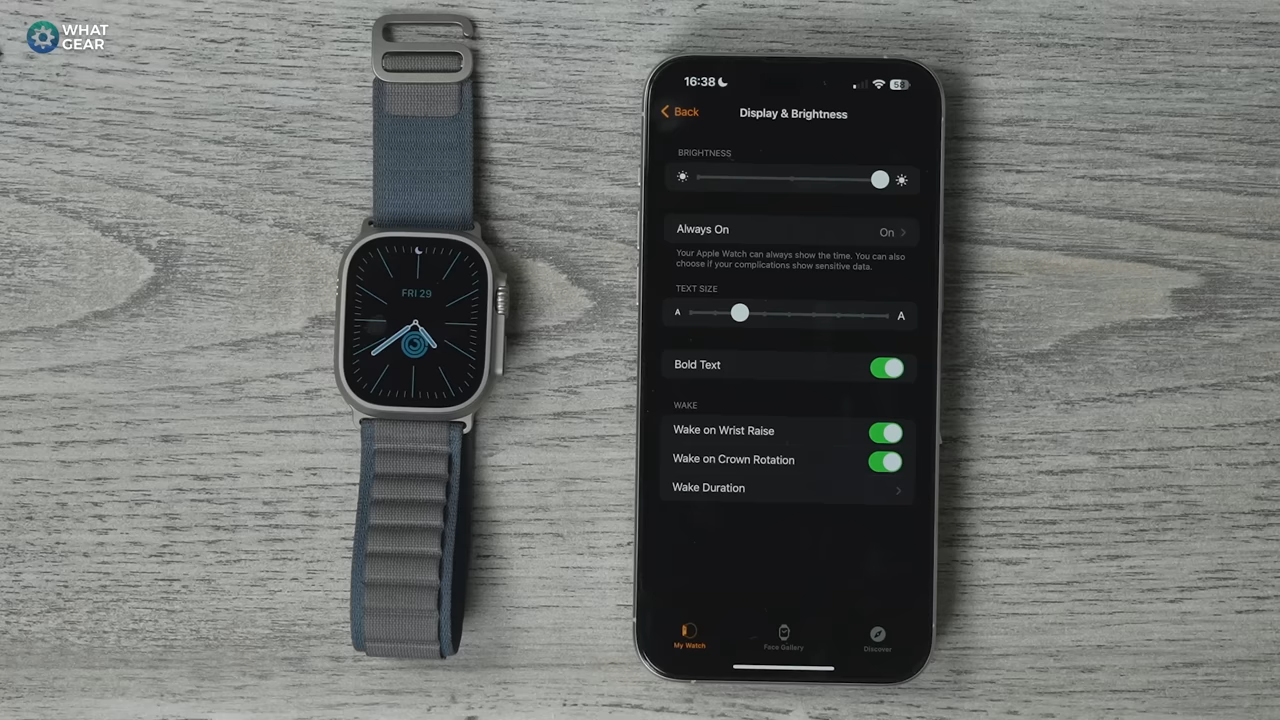 WHAT
GEAR
FRI 29
16:38
58
Back
Display & Brightness
BRIGHTNESS
Always On
On
Your Apple Watch can always show the time. You can also
choose if your complications show sensitive data.
TEXT SIZE
A
A
Bold Text
WAKE
Wake on Wrist Raise
Wake on Crown Rotation
Wake Duration
My Watch
Face Gallery
Discover